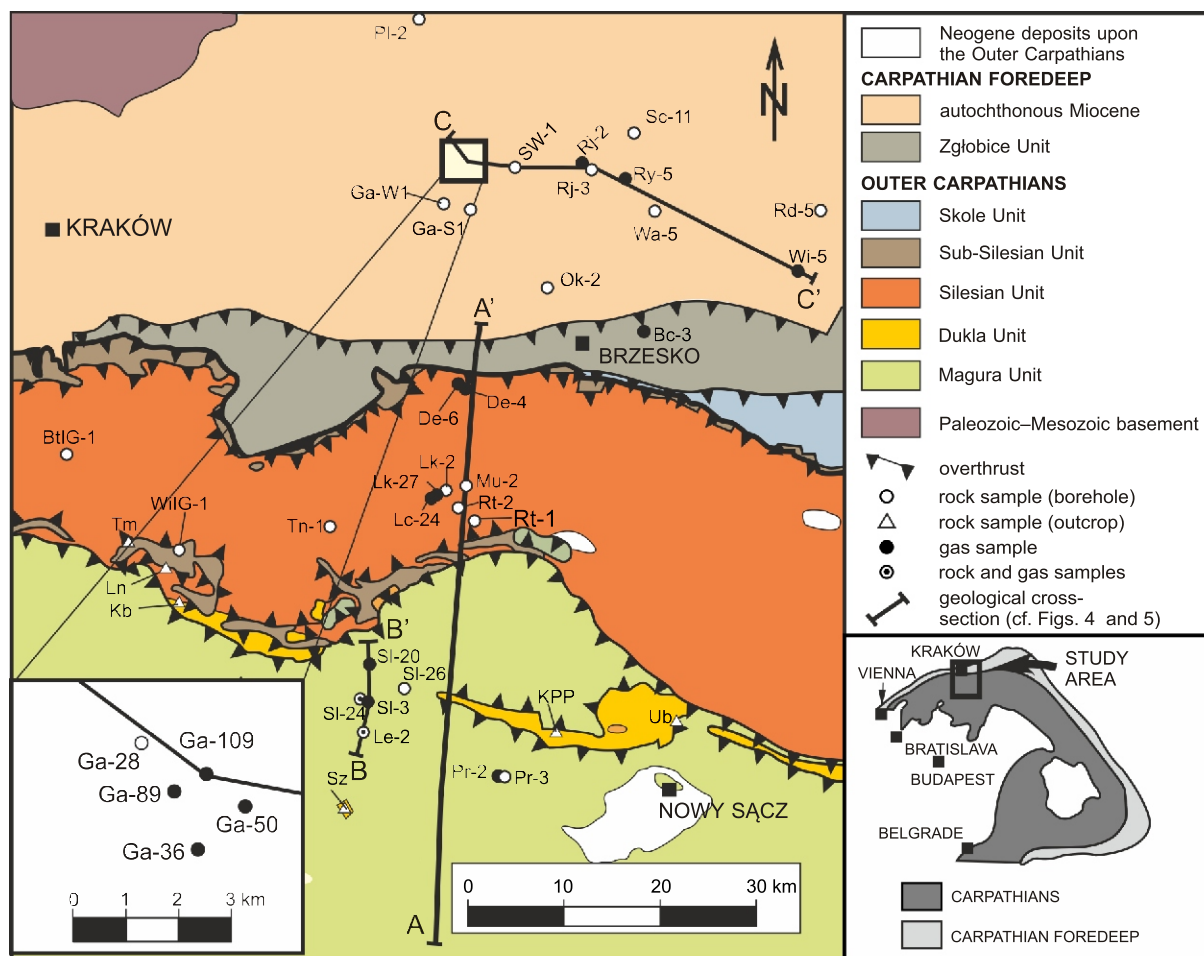 Pl-2
C
SW-1
Rj-2
Sc-11
Rj-3
Ry-5
Ga-W1
Ga-S1
Wa-5
Rd-5
KRAKÓW
Wi-5
C’
Ok-2
A’
Bc-3
BRZESKO
De-6
De-4
BtIG-1
Lk-2
Lk-27
Mu-2
Lc-24
Rt-2
Rt-1
Tn-1
WiIG-1
Tm
Ln
Kb
B’
Sl-20
Sl-26
Sl-24
Sl-3
Le-2
B
Sz
KPP
Ub
Pr-2
Pr-3
NOWY SĄCZ
A
0 10 20 30 km
Ga-28
Ga-109
Ga-89
Ga-50
Ga-36
0 1 2 3 km
N
Neogene deposits upon
the Outer Carpathians
CARPATHIAN FOREDEEP
autochthonous Miocene
Zgłobice Unit
OUTER CARPATHIANS
Skole Unit
Sub-Silesian Unit
Silesian Unit
Dukla Unit
Magura Unit
Paleozoic–Mesozoic basement
overthrust
rock sample (borehole)
rock sample (outcrop)
gas sample
rock and gas samples
geological cross-
section (cf. Figs. 4 and 5)
KRAKÓW
STUDY
AREA
VIENNA
BRATISLAVA
BUDAPEST
BELGRADE
CARPATHIANS
CARPATHIAN FOREDEEP